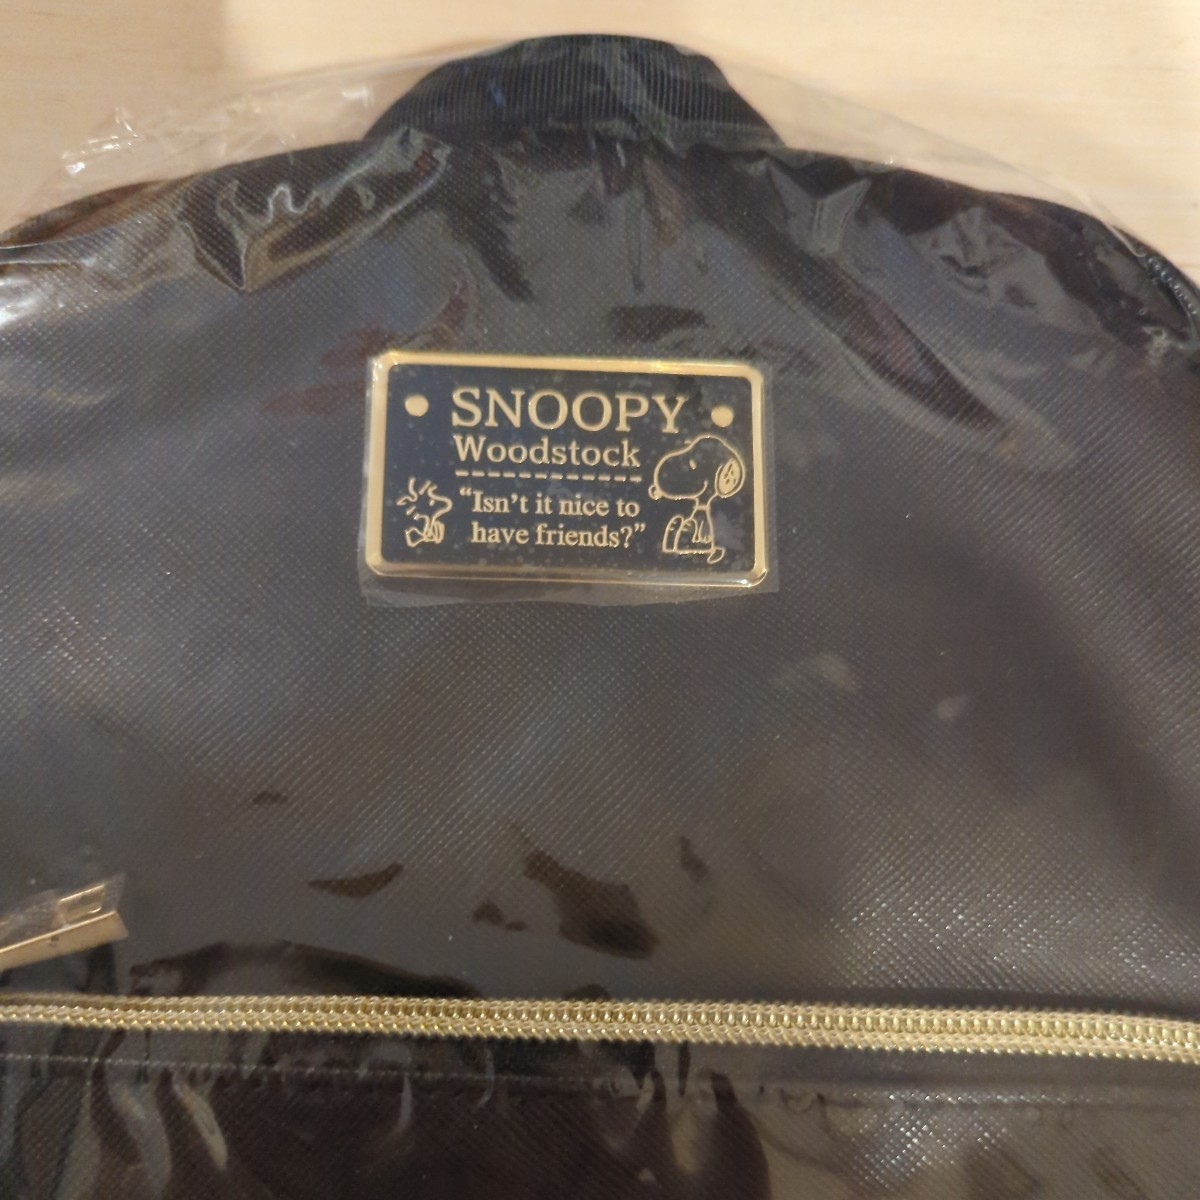 SNOOPY
Woodstock
“Isn't it nice to
have friends?”